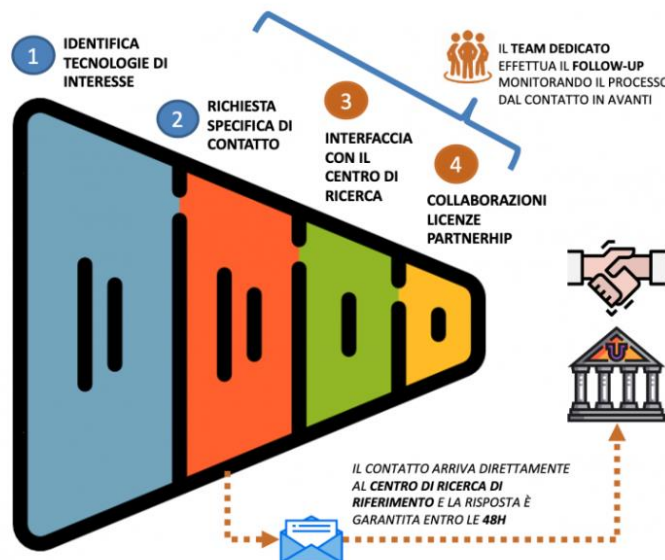 1
IDENTIFICA
TECNOLOGIE DI
INTERESSE
2
RICHIESTA
SPECIFICA DI
CONTATTO
3
INTERFACCIA
CON IL
CENTRO DI
RICERCA
4
COLLABORAZIONI
LICENZE
PARTNERHIP
IL TEAM DEDICATO
EFFETTUA IL FOLLOW-UP
MONITORANDO IL PROCESSO
DAL CONTATTO IN AVANTI
IL CONTATTO ARRIVA DIRETTAMENTE
AL CENTRO DI RICERCA DI
RIFERIMENTO E LA RISPOSTA È
GARANTITA ENTRO LE 48H